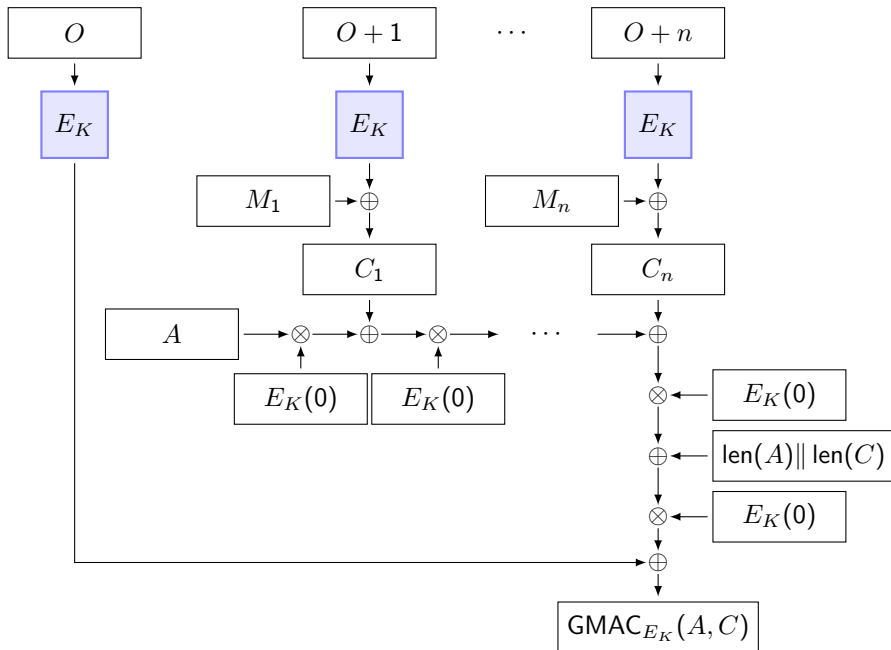 O O + 1 ⋯ O + n
E_K E_K E_K
M_1 ⊕ M_n ⊕
C_1 C_n
A ⊗ ⊕ ⊗ ⋯ ⊕
E_K(0) E_K(0)
⊗ E_K(0)
⊕ len(A)‖ len(C)
⊗ E_K(0)
⊕
GMAC_{E_K}(A, C)